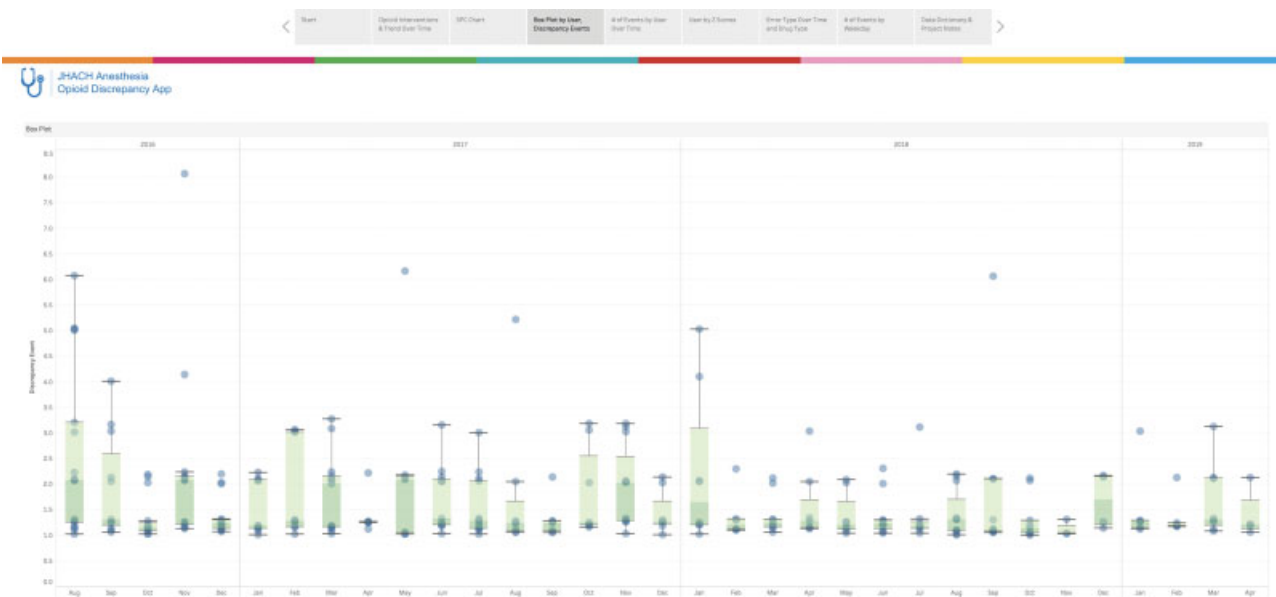 Start
Opioid Interventions & Trend Over Time
SPC Chart
Box Plot by User, Discrepancy Events
# of Events by User Over Time
User by Z Scores
Error Type Over Time and Drug Type
# of Events by Weekday
Data Dictionary & Project Notes
JHACH Anesthesia
Opioid Discrepancy App
Box Plot
2016 2017 2018 2019
8.5
8.0
7.5
7.0
6.5
6.0
5.5
5.0
4.5
4.0
3.5
3.0
2.5
2.0
1.5
1.0
0.5
0.0
Discrepancy Event
Aug Sep Oct Nov Dec Jan Feb Mar Apr May Jun Jul Aug Sep Oct Nov Dec Jan Feb Mar Apr May Jun Jul Aug Sep Oct Nov Dec Jan Feb Mar Apr